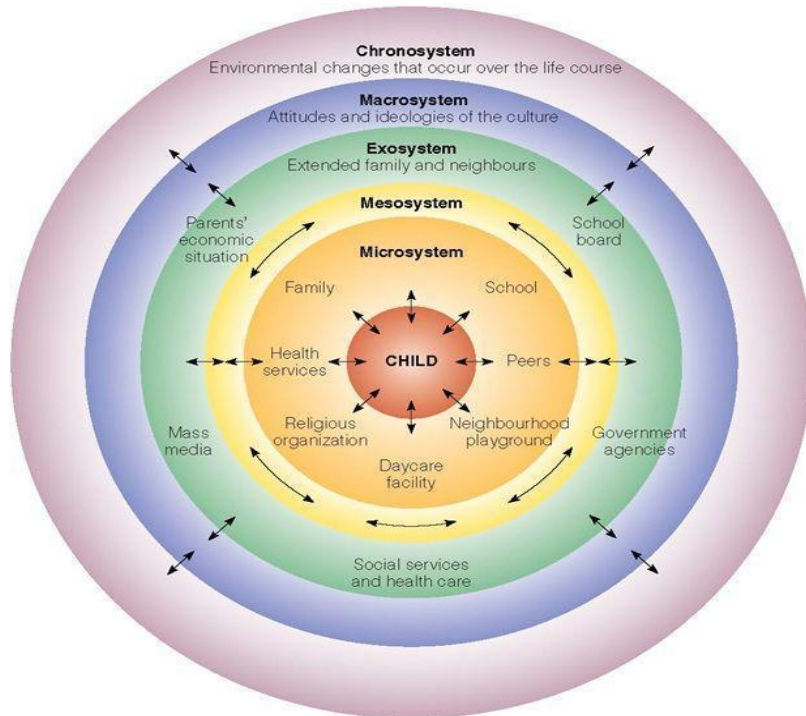 Chronosystem
Environmental changes that occur over the life course
Macrosystem
Attitudes and ideologies of the culture
Exosystem
Extended family and neighbours
Mesosystem
Parents'
economic
situation
School
board
Microsystem
Family
School
Health
services
CHILD
Peers
Religious
organization
Neighbourhood
playground
Mass
media
Government
agencies
Daycare
facility
Social services
and health care